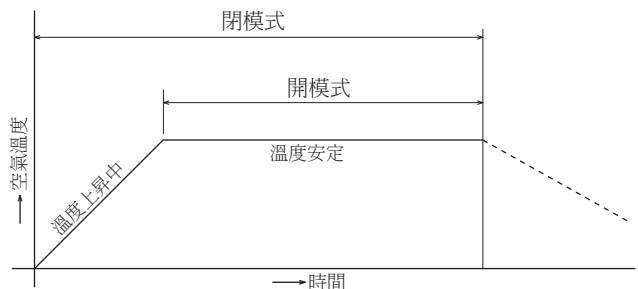 閉模式
開模式
溫度安定
溫度上昇中
空氣溫度
時間